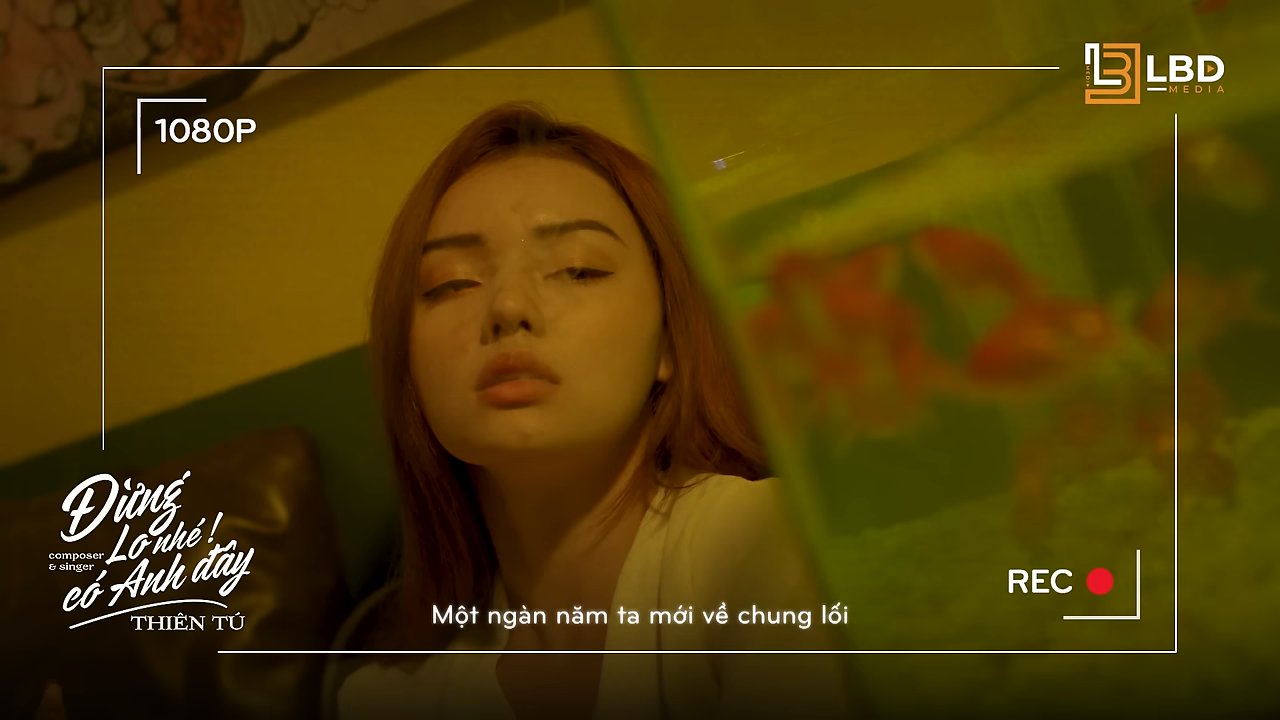 LBD
MEDIA
1080P
Đừng
Lo nhé!
composer
& singer
có Anh đây
THIÊN TÚ
REC
Một ngàn năm ta mới về chung lối